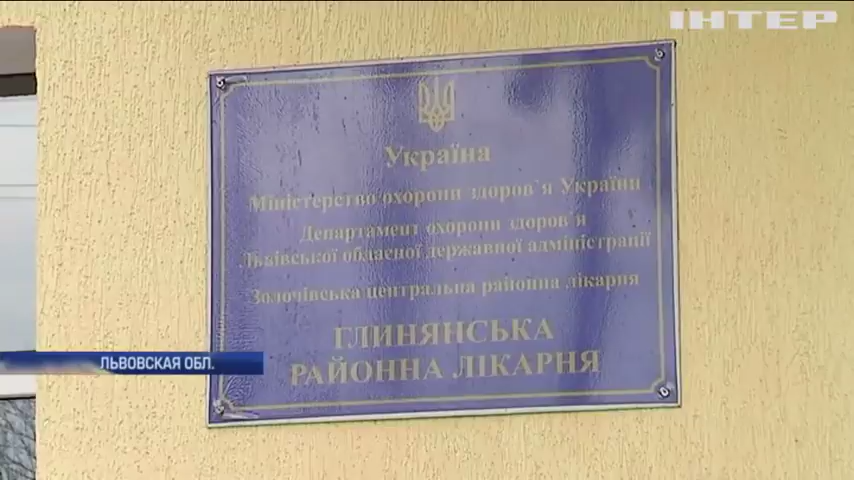 ІНТЕР
Україна
Міністерство охорони здоров`я України
Департамент охорони здоров`я
Львівської обласної державної адміністрації
Золочівська центральна районна лікарня
ГЛИНЯНСЬКА
РАЙОННА ЛІКАРНЯ
ЛЬВОВСКАЯ ОБЛ.